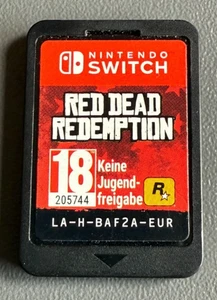 NINTENDO
SWITCH
RED DEAD
REDEMPTION
18
205744
Keine
Jugend-
freigabe
R
LA-H-BAF2A-EUR